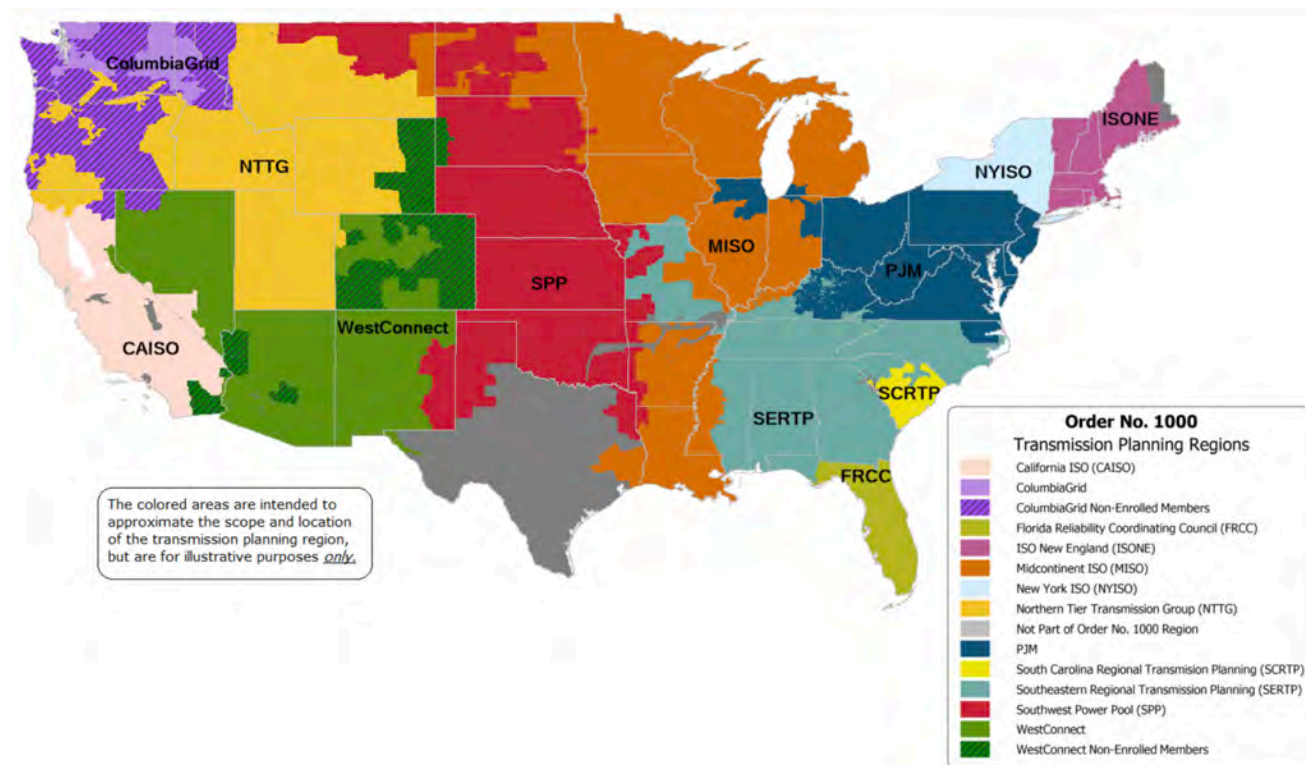 ColumbiaGrid
ISONE
NTTG
NYISO
MISO
PJM
SPP
WestConnect
CAISO
SCRTP
SERTP
FRCC
The colored areas are intended to
approximate the scope and location
of the transmission planning region,
but are for illustrative purposes only.
Order No. 1000
Transmission Planning Regions
California ISO (CAISO)
ColumbiaGrid
ColumbiaGrid Non-Enrolled Members
Florida Reliability Coordinating Council (FRCC)
ISO New England (ISONE)
Midcontinent ISO (MISO)
New York ISO (NYISO)
Northern Tier Transmission Group (NTTG)
Not Part of Order No. 1000 Region
PJM
South Carolina Regional Transmision Planning (SCRTP)
Southeastern Regional Transmission Planning (SERTP)
Southwest Power Pool (SPP)
WestConnect
WestConnect Non-Enrolled Members